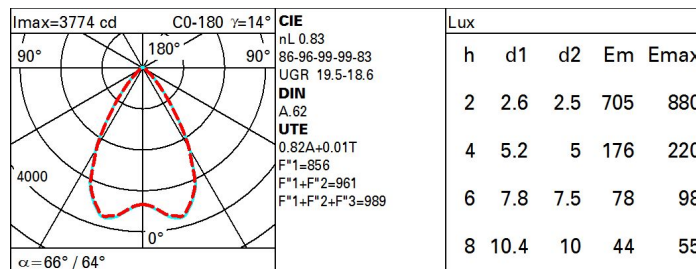 Imax=3774 cd C0-180 γ=14°
90° 180° 90°
4000
0°
α=66° / 64°
CIE
nL 0.83
86-96-99-99-83
UGR 19.5-18.6
DIN
A.62
UTE
0.82A+0.01T
F"1=856
F"1+F"2=961
F"1+F"2+F"3=989
Lux
h d1 d2 Em Emax
2 2.6 2.5 705 880
4 5.2 5 176 220
6 7.8 7.5 78 98
8 10.4 10 44 55